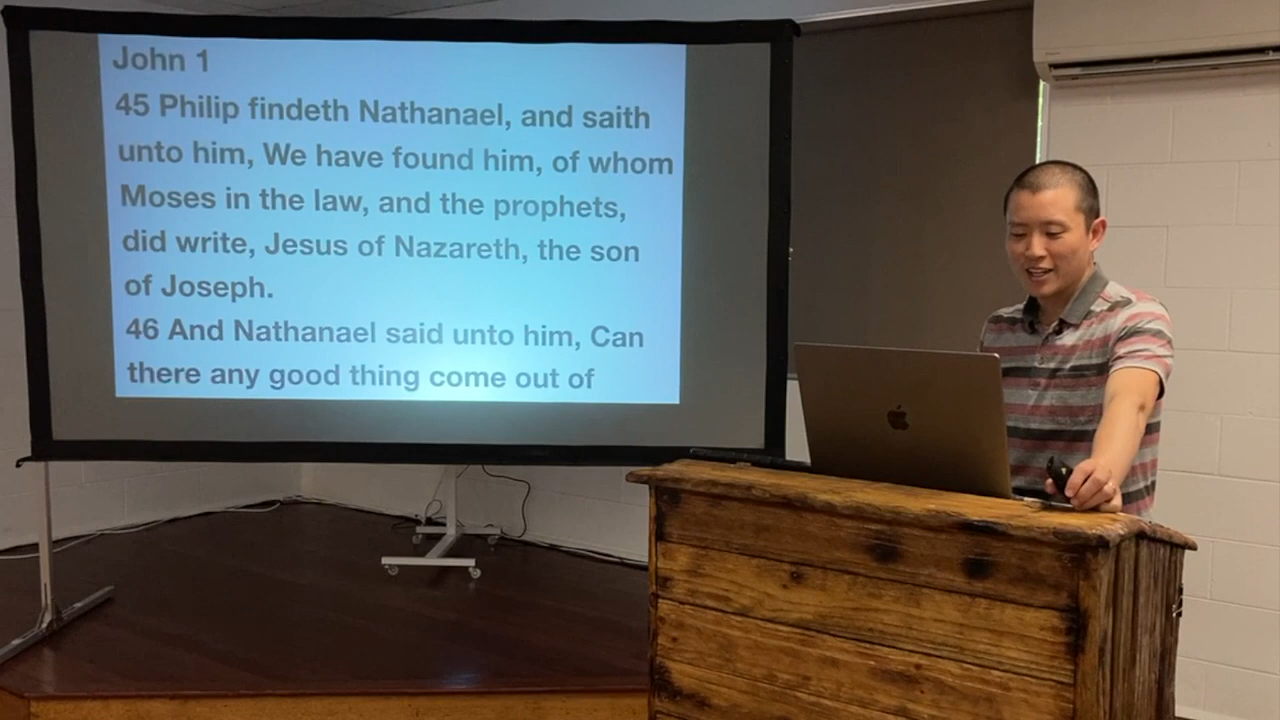 John 1
45 Philip findeth Nathanael, and saith
unto him, We have found him, of whom
Moses in the law, and the prophets,
did write, Jesus of Nazareth, the son
of Joseph.
46 And Nathanael said unto him, Can
there any good thing come out of